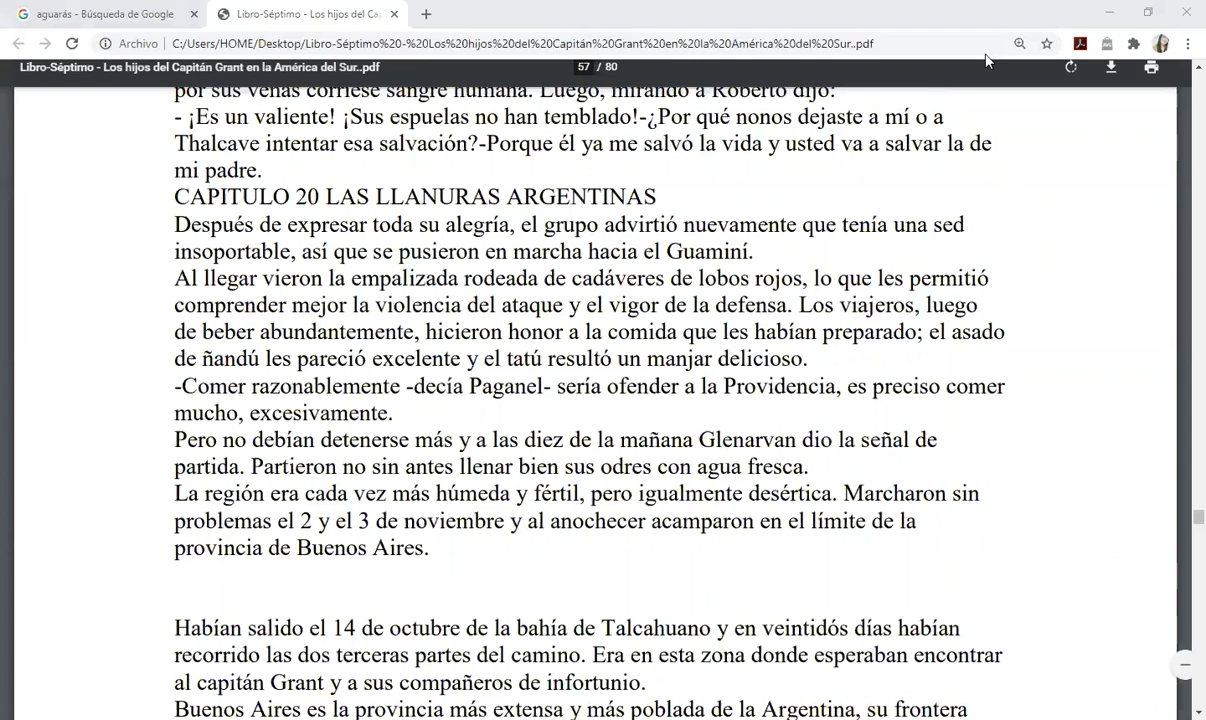 aguarás - Búsqueda de Google
Libro-Séptimo - Los hijos del Ca
Archivo C:/Users/HOME/Desktop/Libro-Séptimo%20-%20Los%20hijos%20del%20Capitán%20Grant%20en%20la%20América%20del%20Sur..pdf
Libro-Séptimo - Los hijos del Capitán Grant en la América del Sur..pdf 57 / 80
por sus venas corriese sangre humana. Luego, mirando a Roberto dijo:
- ¡Es un valiente! ¡Sus espuelas no han temblado!-¿Por qué nonos dejaste a mí o a
Thalcave intentar esa salvación?-Porque él ya me salvó la vida y usted va a salvar la de
mi padre.
CAPITULO 20 LAS LLANURAS ARGENTINAS
Después de expresar toda su alegría, el grupo advirtió nuevamente que tenía una sed
insoportable, así que se pusieron en marcha hacia el Guaminí.
Al llegar vieron la empalizada rodeada de cadáveres de lobos rojos, lo que les permitió
comprender mejor la violencia del ataque y el vigor de la defensa. Los viajeros, luego
de beber abundantemente, hicieron honor a la comida que les habían preparado; el asado
de ñandú les pareció excelente y el tatú resultó un manjar delicioso.
-Comer razonablemente -decía Paganel- sería ofender a la Providencia, es preciso comer
mucho, excesivamente.
Pero no debían detenerse más y a las diez de la mañana Glenarvan dio la señal de
partida. Partieron no sin antes llenar bien sus odres con agua fresca.
La región era cada vez más húmeda y fértil, pero igualmente desértica. Marcharon sin
problemas el 2 y el 3 de noviembre y al anochecer acamparon en el límite de la
provincia de Buenos Aires.
Habían salido el 14 de octubre de la bahía de Talcahuano y en veintidós días habían
recorrido las dos terceras partes del camino. Era en esta zona donde esperaban encontrar
al capitán Grant y a sus compañeros de infortunio.
Buenos Aires es la provincia más extensa y más poblada de la Argentina, su frontera